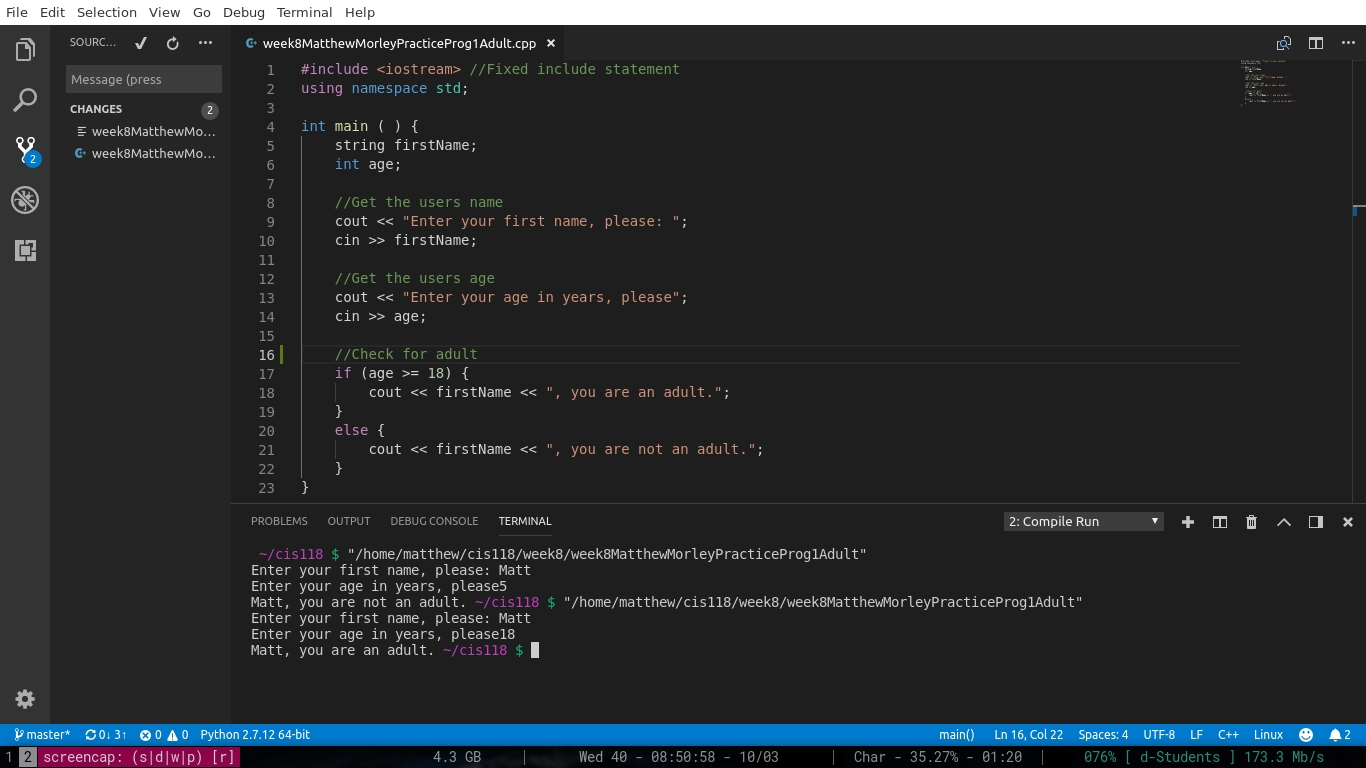 File Edit Selection View Go Debug Terminal Help
SOURC... ...
week8MatthewMorleyPracticeProg1Adult.cpp
Message (press
CHANGES 2
week8MatthewMo...
week8MatthewMo...
2
1 #include <iostream> //Fixed include statement
2 using namespace std;
3
4 int main ( ) {
5 string firstName;
6 int age;
7
8 //Get the users name
9 cout << "Enter your first name, please: ";
10 cin >> firstName;
11
12 //Get the users age
13 cout << "Enter your age in years, please";
14 cin >> age;
15
16 //Check for adult
17 if (age >= 18) {
18 cout << firstName << ", you are an adult.";
19 }
20 else {
21 cout << firstName << ", you are not an adult.";
22 }
23 }
PROBLEMS OUTPUT DEBUG CONSOLE TERMINAL 2: Compile Run
~/cis118 $ "/home/matthew/cis118/week8/week8MatthewMorleyPracticeProg1Adult"
Enter your first name, please: Matt
Enter your age in years, please5
Matt, you are not an adult. ~/cis118 $ "/home/matthew/cis118/week8/week8MatthewMorleyPracticeProg1Adult"
Enter your first name, please: Matt
Enter your age in years, please18
Matt, you are an adult. ~/cis118 $
master* 0↓ 3↑ 0 0 Python 2.7.12 64-bit main() Ln 16, Col 22 Spaces: 4 UTF-8 LF C++ Linux 2
1 2 screencap: (s|d|w|p) [r] 4.3 GB | Wed 40 - 08:50:58 - 10/03 | Char - 35.27% - 01:20 | 076% [ d-Students ] 173.3 Mb/s